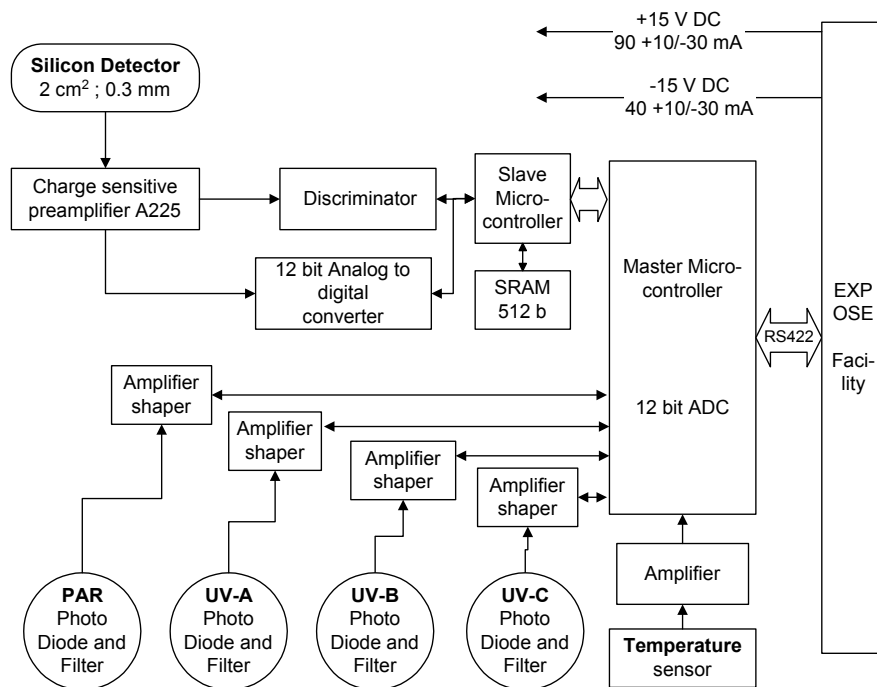 +15 V DC
90 +10/-30 mA
-15 V DC
40 +10/-30 mA
Silicon Detector
2 cm² ; 0.3 mm
Charge sensitive
preamplifier A225
Discriminator
Slave
Micro-
controller
12 bit Analog to
digital
converter
SRAM
512 b
Master Micro-
controller
12 bit ADC
RS422
EXP
OSE
Faci-
lity
Amplifier
shaper
Amplifier
shaper
Amplifier
shaper
Amplifier
shaper
Amplifier
PAR
Photo
Diode and
Filter
UV-A
Photo
Diode and
Filter
UV-B
Photo
Diode and
Filter
UV-C
Photo
Diode and
Filter
Temperature
sensor